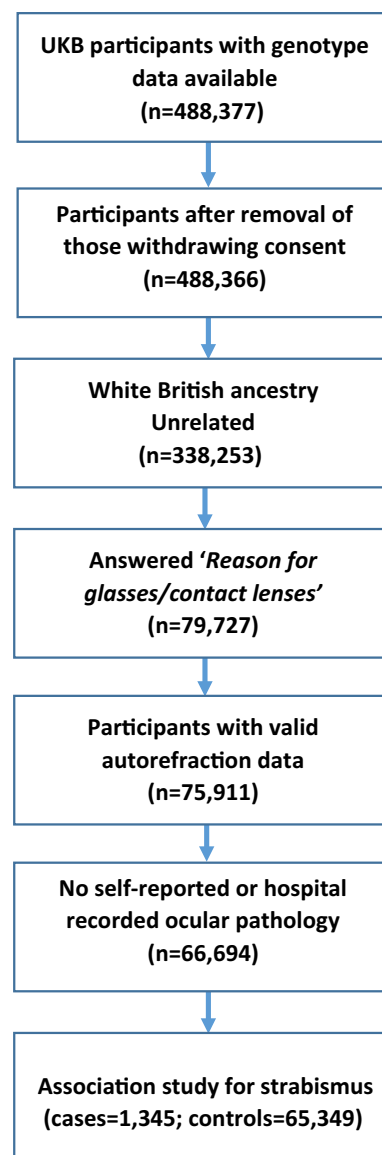 UKB participants with genotype
data available
(n=488,377)
Participants after removal of
those withdrawing consent
(n=488,366)
White British ancestry
Unrelated
(n=338,253)
Answered ‘Reason for
glasses/contact lenses’
(n=79,727)
Participants with valid
autorefraction data
(n=75,911)
No self-reported or hospital
recorded ocular pathology
(n=66,694)
Association study for strabismus
(cases=1,345; controls=65,349)